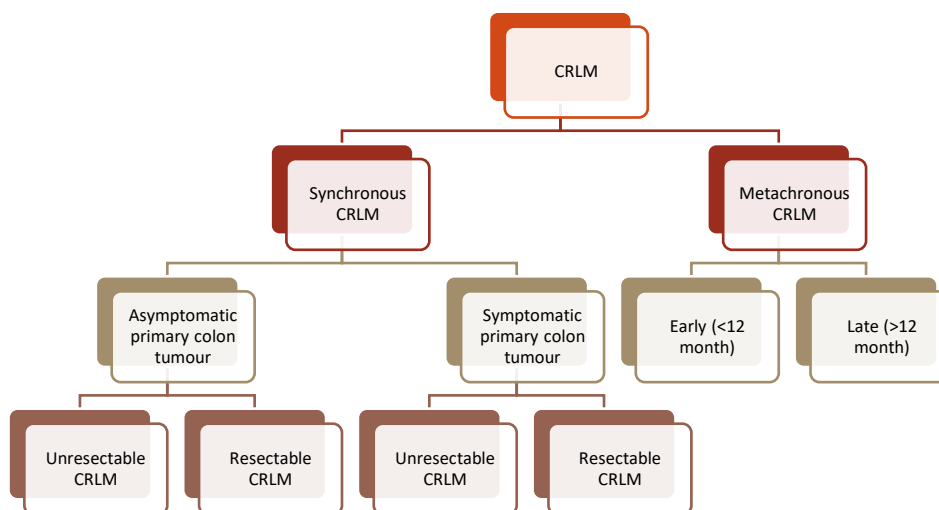 CRLM
Synchronous
CRLM
Metachronous
CRLM
Asymptomatic
primary colon
tumour
Symptomatic
primary colon
tumour
Early (<12
month)
Late (>12
month)
Unresectable
CRLM
Resectable
CRLM
Unresectable
CRLM
Resectable
CRLM